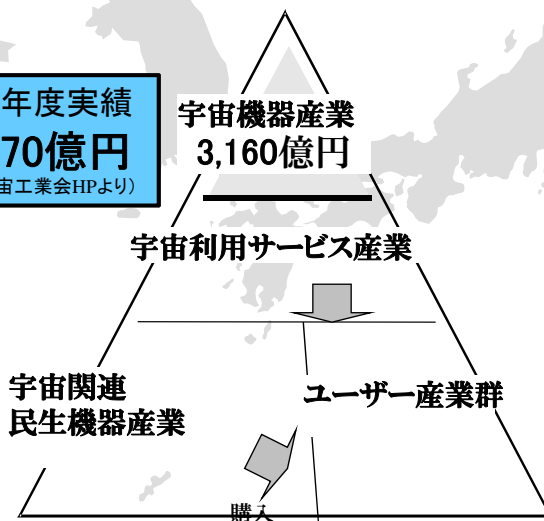 年度実績
70億円
宙工業会HPより)
宇宙機器産業
3,160億円
宇宙利用サービス産業
宇宙関連
民生機器産業
ユーザー産業群
購入